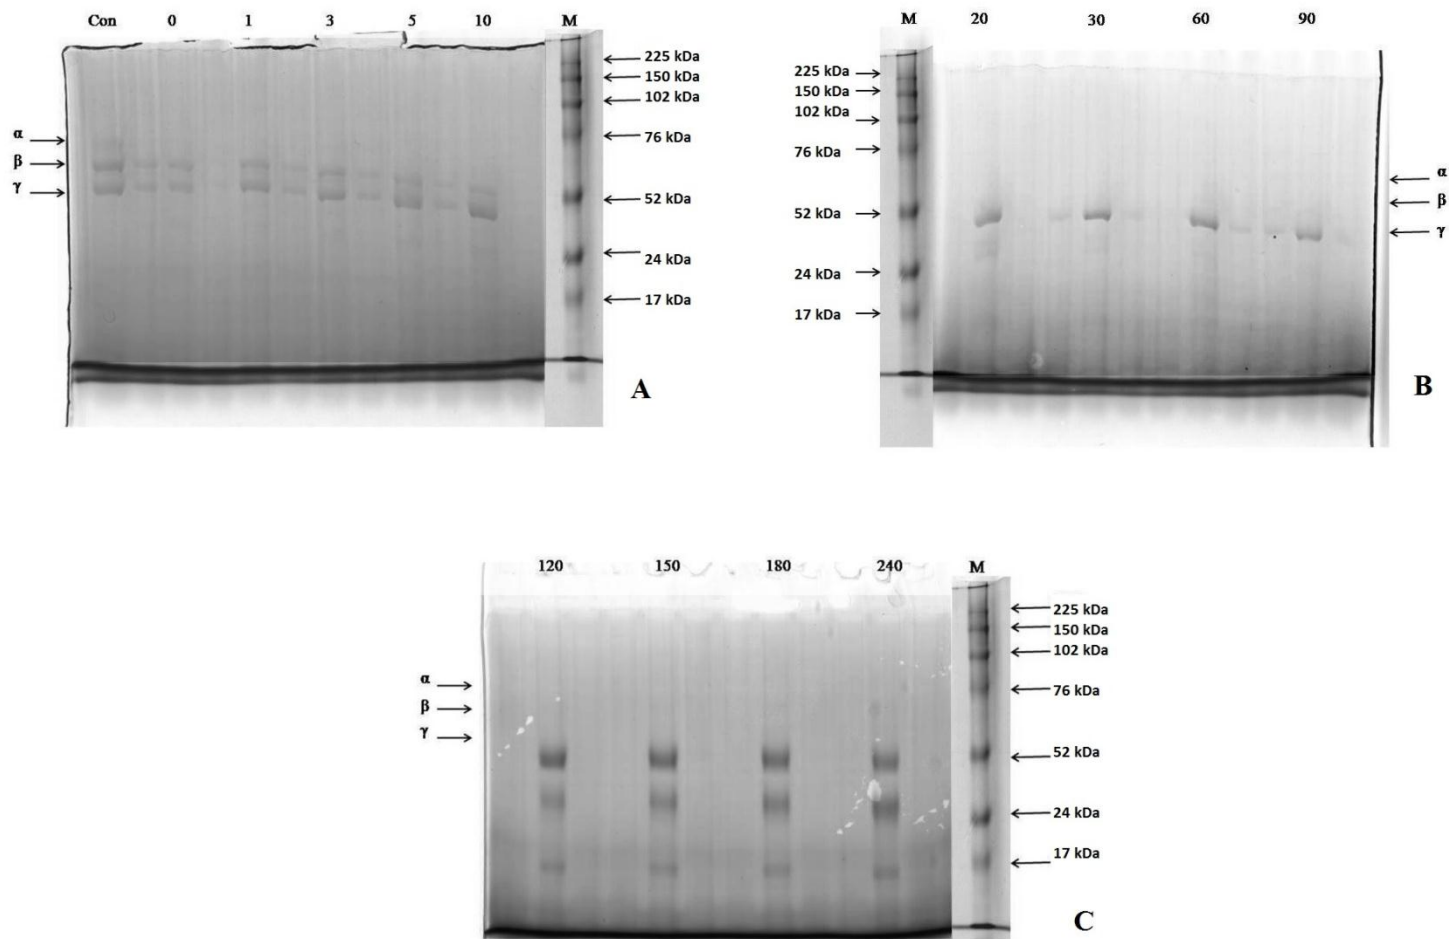 Con 0 1 3 5 10 M
225 kDa
150 kDa
102 kDa
α
76 kDa
β
γ
52 kDa
24 kDa
17 kDa
A
M 20 30 60 90
225 kDa
150 kDa
102 kDa
76 kDa
α
β
52 kDa
γ
24 kDa
17 kDa
B
120 150 180 240 M
225 kDa
150 kDa
102 kDa
α
76 kDa
β
γ
52 kDa
24 kDa
17 kDa
C